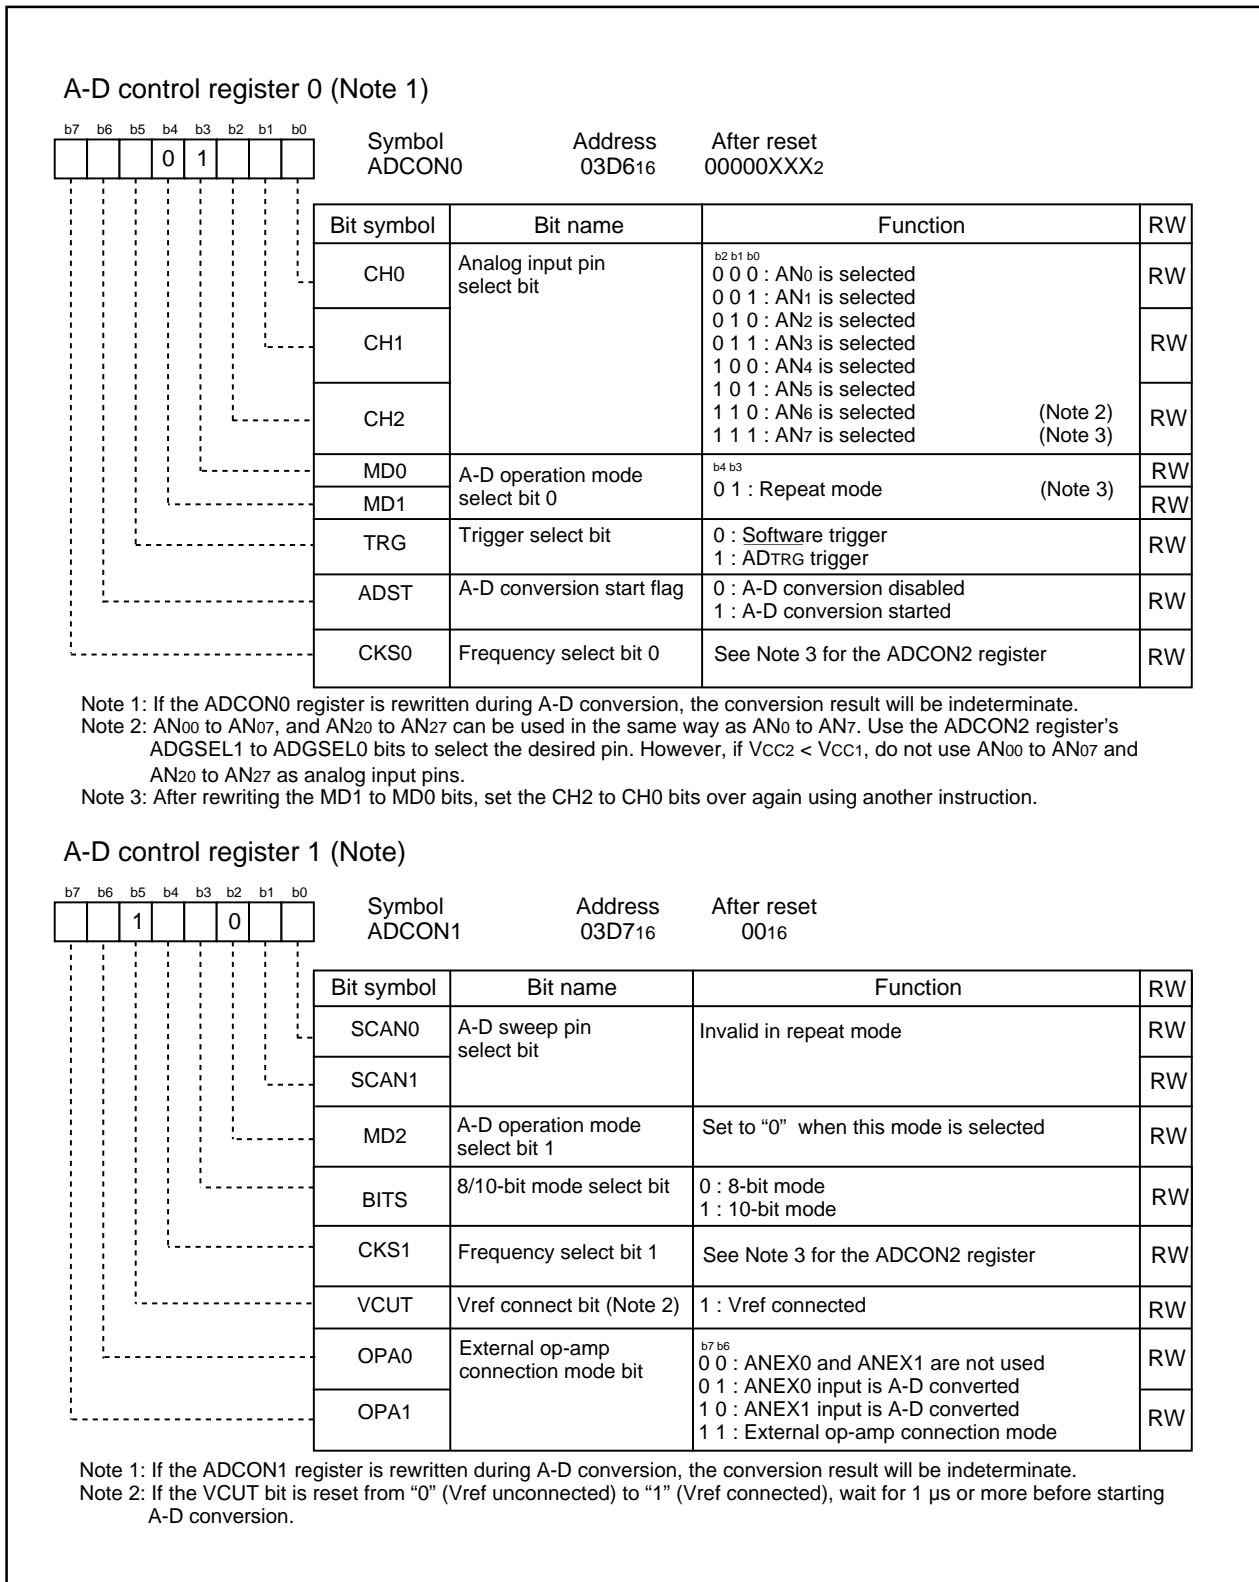 A-D control register 0 (Note 1)
b7 b6 b5 b4 b3 b2 b1 b0
0 1
Symbol Address After reset
ADCON0 03D616 00000XXX2
Bit symbol Bit name Function RW
CH0 Analog input pin select bit RW
b2 b1 b0
0 0 0 : AN0 is selected
0 0 1 : AN1 is selected
0 1 0 : AN2 is selected
CH1 0 1 1 : AN3 is selected RW
1 0 0 : AN4 is selected
1 0 1 : AN5 is selected
CH2 1 1 0 : AN6 is selected (Note 2) RW
1 1 1 : AN7 is selected (Note 3)
MD0 A-D operation mode select bit 0 b4 b3 RW
MD1 0 1 : Repeat mode (Note 3) RW
TRG Trigger select bit 0 : Software trigger RW
1 : ADTRG trigger
ADST A-D conversion start flag 0 : A-D conversion disabled RW
1 : A-D conversion started
CKS0 Frequency select bit 0 See Note 3 for the ADCON2 register RW
Note 1: If the ADCON0 register is rewritten during A-D conversion, the conversion result will be indeterminate.
Note 2: AN00 to AN07, and AN20 to AN27 can be used in the same way as AN0 to AN7. Use the ADCON2 register's
ADGSEL1 to ADGSEL0 bits to select the desired pin. However, if VCC2 < VCC1, do not use AN00 to AN07 and
AN20 to AN27 as analog input pins.
Note 3: After rewriting the MD1 to MD0 bits, set the CH2 to CH0 bits over again using another instruction.
A-D control register 1 (Note)
b7 b6 b5 b4 b3 b2 b1 b0
1 0
Symbol Address After reset
ADCON1 03D716 0016
Bit symbol Bit name Function RW
SCAN0 A-D sweep pin select bit Invalid in repeat mode RW
SCAN1 RW
MD2 A-D operation mode select bit 1 Set to “0” when this mode is selected RW
BITS 8/10-bit mode select bit 0 : 8-bit mode RW
1 : 10-bit mode
CKS1 Frequency select bit 1 See Note 3 for the ADCON2 register RW
VCUT Vref connect bit (Note 2) 1 : Vref connected RW
OPA0 External op-amp connection mode bit b7 b6 RW
0 0 : ANEX0 and ANEX1 are not used
0 1 : ANEX0 input is A-D converted
OPA1 1 0 : ANEX1 input is A-D converted RW
1 1 : External op-amp connection mode
Note 1: If the ADCON1 register is rewritten during A-D conversion, the conversion result will be indeterminate.
Note 2: If the VCUT bit is reset from “0” (Vref unconnected) to “1” (Vref connected), wait for 1 µs or more before starting
A-D conversion.